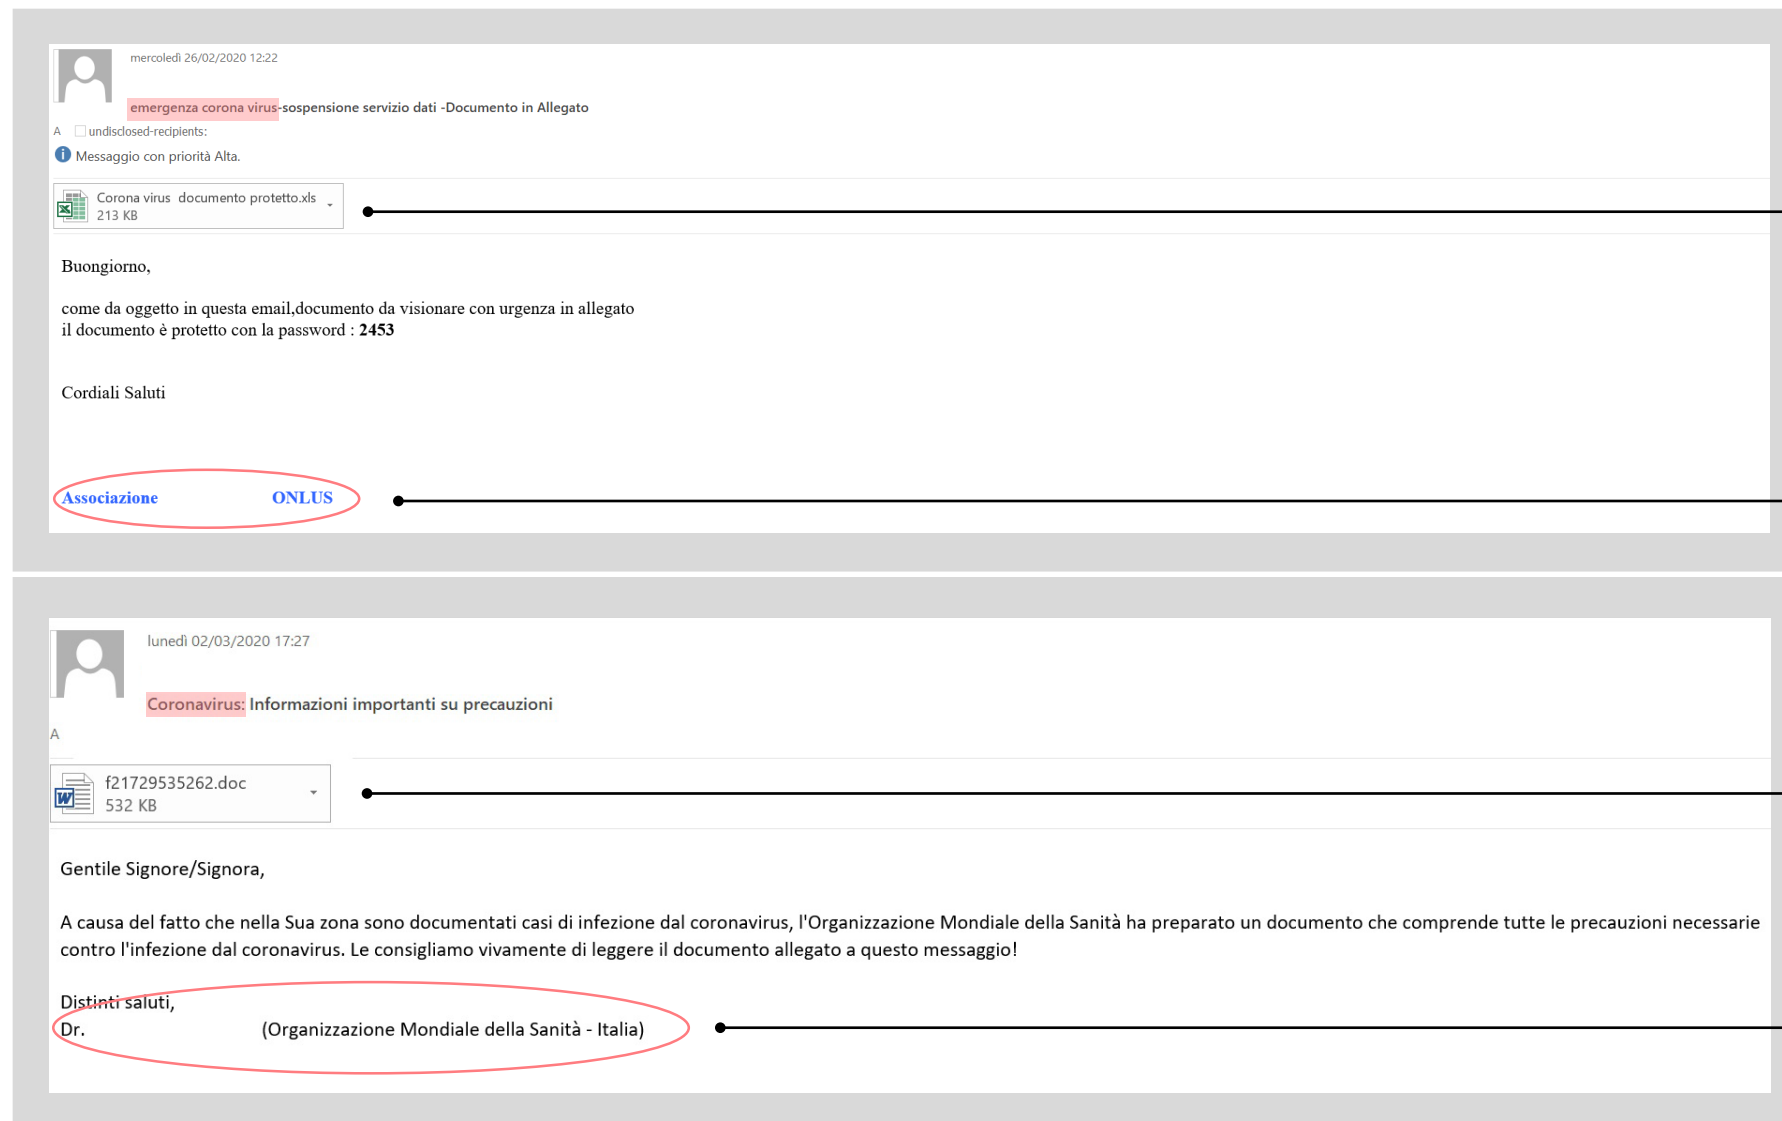 mercoledì 26/02/2020 12:22
emergenza corona virus-sospensione servizio dati -Documento in Allegato
A undisclosed-recipients:
Messaggio con priorità Alta.
Corona virus documento protetto.xls
213 KB
Buongiorno,
come da oggetto in questa email,documento da visionare con urgenza in allegato
il documento è protetto con la password : 2453
Cordiali Saluti
Associazione ONLUS
lunedì 02/03/2020 17:27
Coronavirus: Informazioni importanti su precauzioni
A
f21729535262.doc
532 KB
Gentile Signore/Signora,
A causa del fatto che nella Sua zona sono documentati casi di infezione dal coronavirus, l'Organizzazione Mondiale della Sanità ha preparato un documento che comprende tutte le precauzioni necessarie
contro l'infezione dal coronavirus. Le consigliamo vivamente di leggere il documento allegato a questo messaggio!
Distinti saluti,
Dr. (Organizzazione Mondiale della Sanità - Italia)